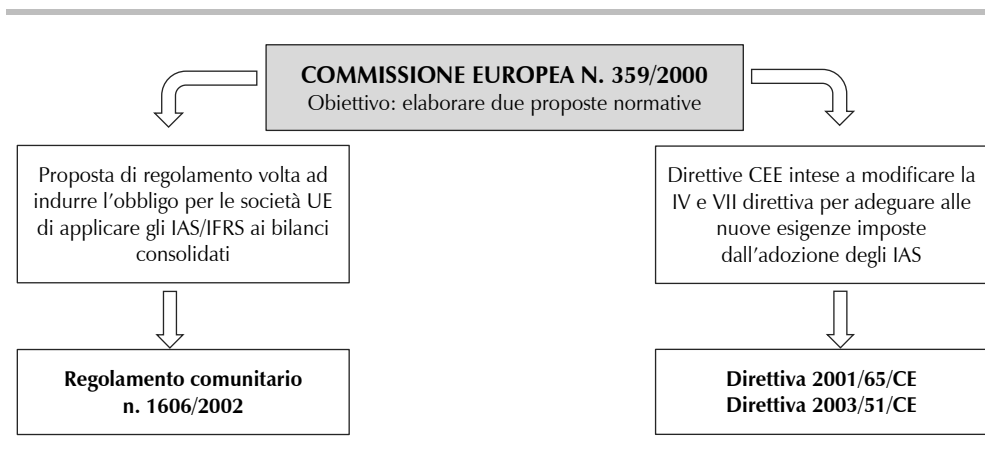 COMMISSIONE EUROPEA N. 359/2000
Obiettivo: elaborare due proposte normative
Proposta di regolamento volta ad
indurre l'obbligo per le società UE
di applicare gli IAS/IFRS ai bilanci
consolidati
Direttive CEE intese a modificare la
IV e VII direttiva per adeguare alle
nuove esigenze imposte
dall'adozione degli IAS
Regolamento comunitario
n. 1606/2002
Direttiva 2001/65/CE
Direttiva 2003/51/CE